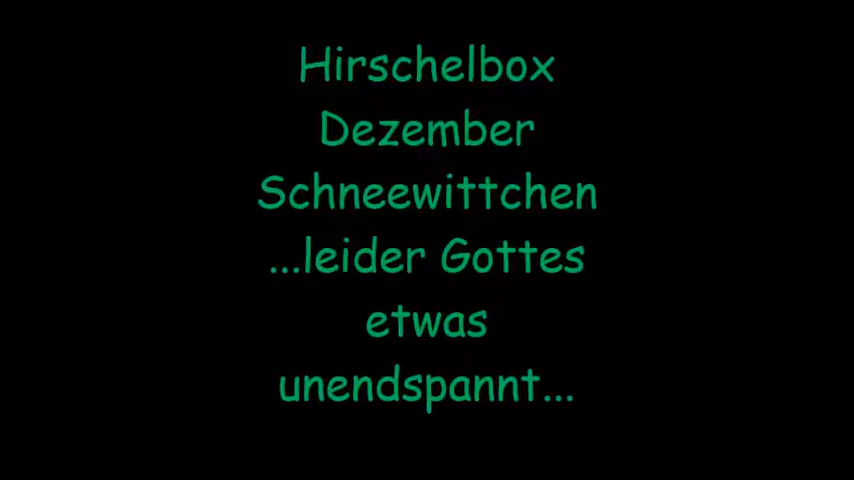 Hirschelbox
Dezember
Schneewittchen
...leider Gottes
etwas
unendspannt...